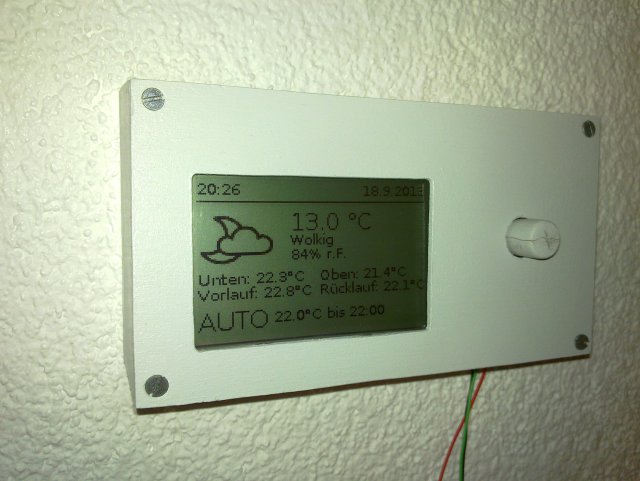 20:26 18.9.2013
13.0 °C
Wolkig
84% r.F.
Unten: 22.3°C Oben: 21.4°C
Vorlauf: 22.8°C Rücklauf: 22.1°C
AUTO 22.0°C bis 22:00